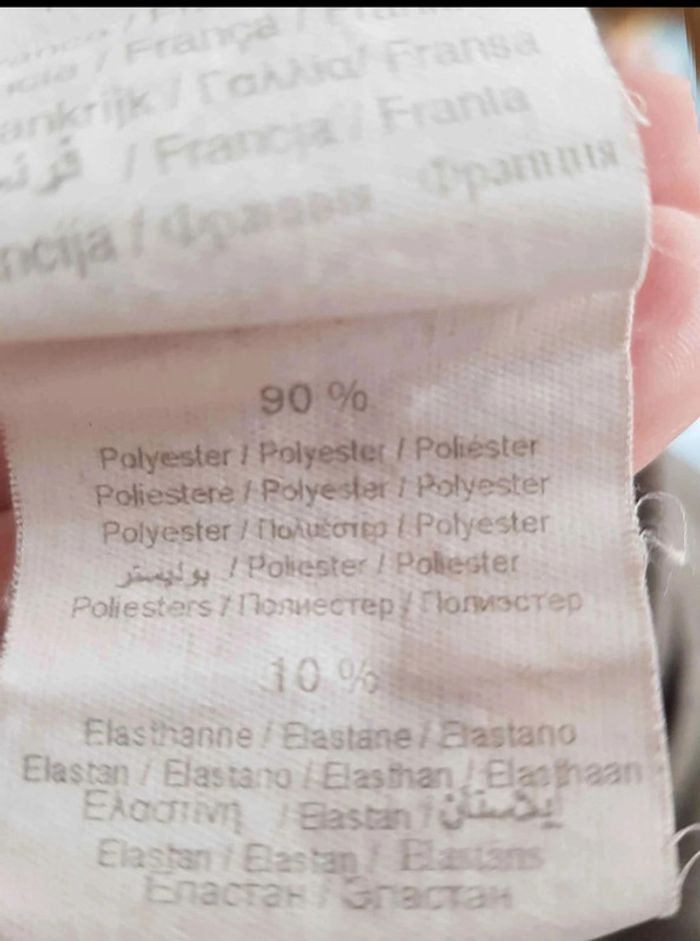 / França /
ankrijk / Γαλλία/ Fransa
/ Francja / Franţa
ncija / Франция
90 %
Polyester / Polyester / Poliéster
Poliestere / Polyester / Polyester
Polyester / Πολυέστερ / Polyester
بوليستر / Poliester / Poliester
Poliesters / Полиестер / Полиэстер
10 %
Elasthanne / Elastane / Elastano
Elastan / Elastano / Elasthan / Elasthaan
Ελαστίνη / Elastan / إيلاستان
Elastan / Elastan / Elastāns
Еластан / Эластан